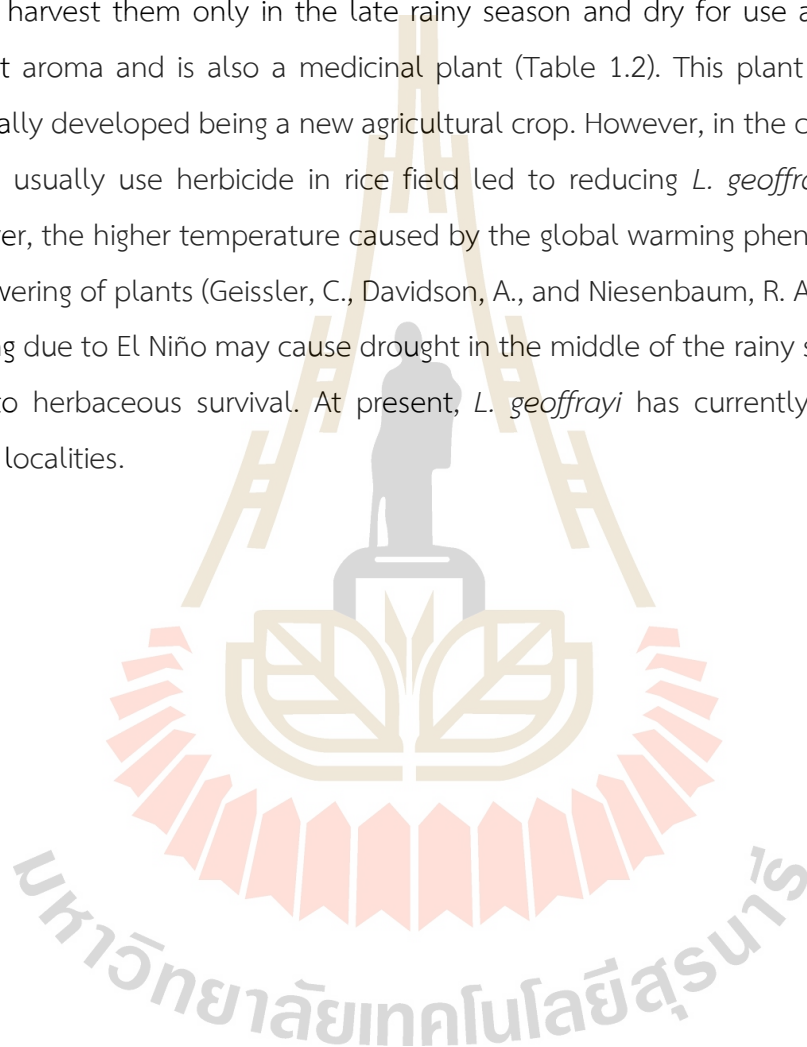 harvest them only in the late rainy season and dry for use a
t aroma and is also a medicinal plant (Table 1.2). This plant
ally developed being a new agricultural crop. However, in the c
usually use herbicide in rice field led to reducing L. geoffra
er, the higher temperature caused by the global warming phen
wering of plants (Geissler, C., Davidson, A., and Niesenbaum, R. A
g due to El Niño may cause drought in the middle of the rainy s
to herbaceous survival. At present, L. geoffrayi has currently
localities.
มหาวิทยาลัยเทคโนโลยีสุรนารี